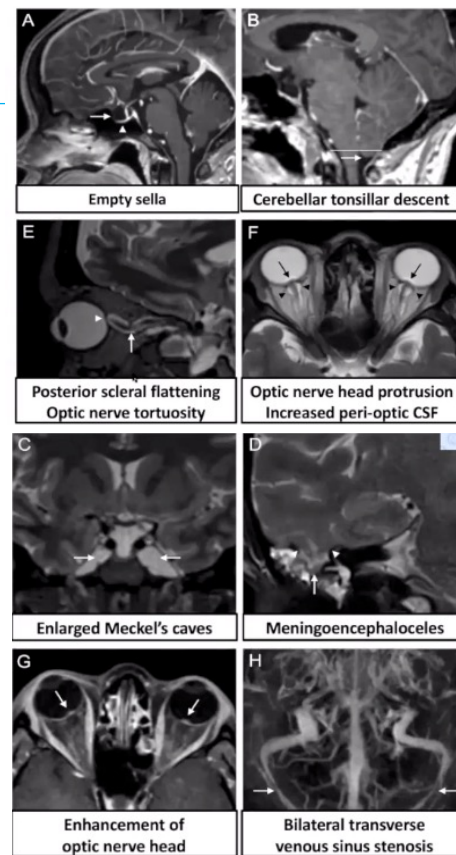 A
B
Empty sella
Cerebellar tonsillar descent
E
F
Posterior scleral flattening
Optic nerve tortuosity
Optic nerve head protrusion
Increased peri-optic CSF
C
D
Enlarged Meckel's caves
Meningoencephaloceles
G
H
Enhancement of
optic nerve head
Bilateral transverse
venous sinus stenosis